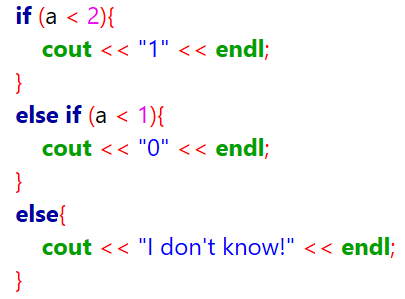 if (a < 2){
cout << "1" << endl;
}
else if (a < 1){
cout << "0" << endl;
}
else{
cout << "I don't know!" << endl;
}